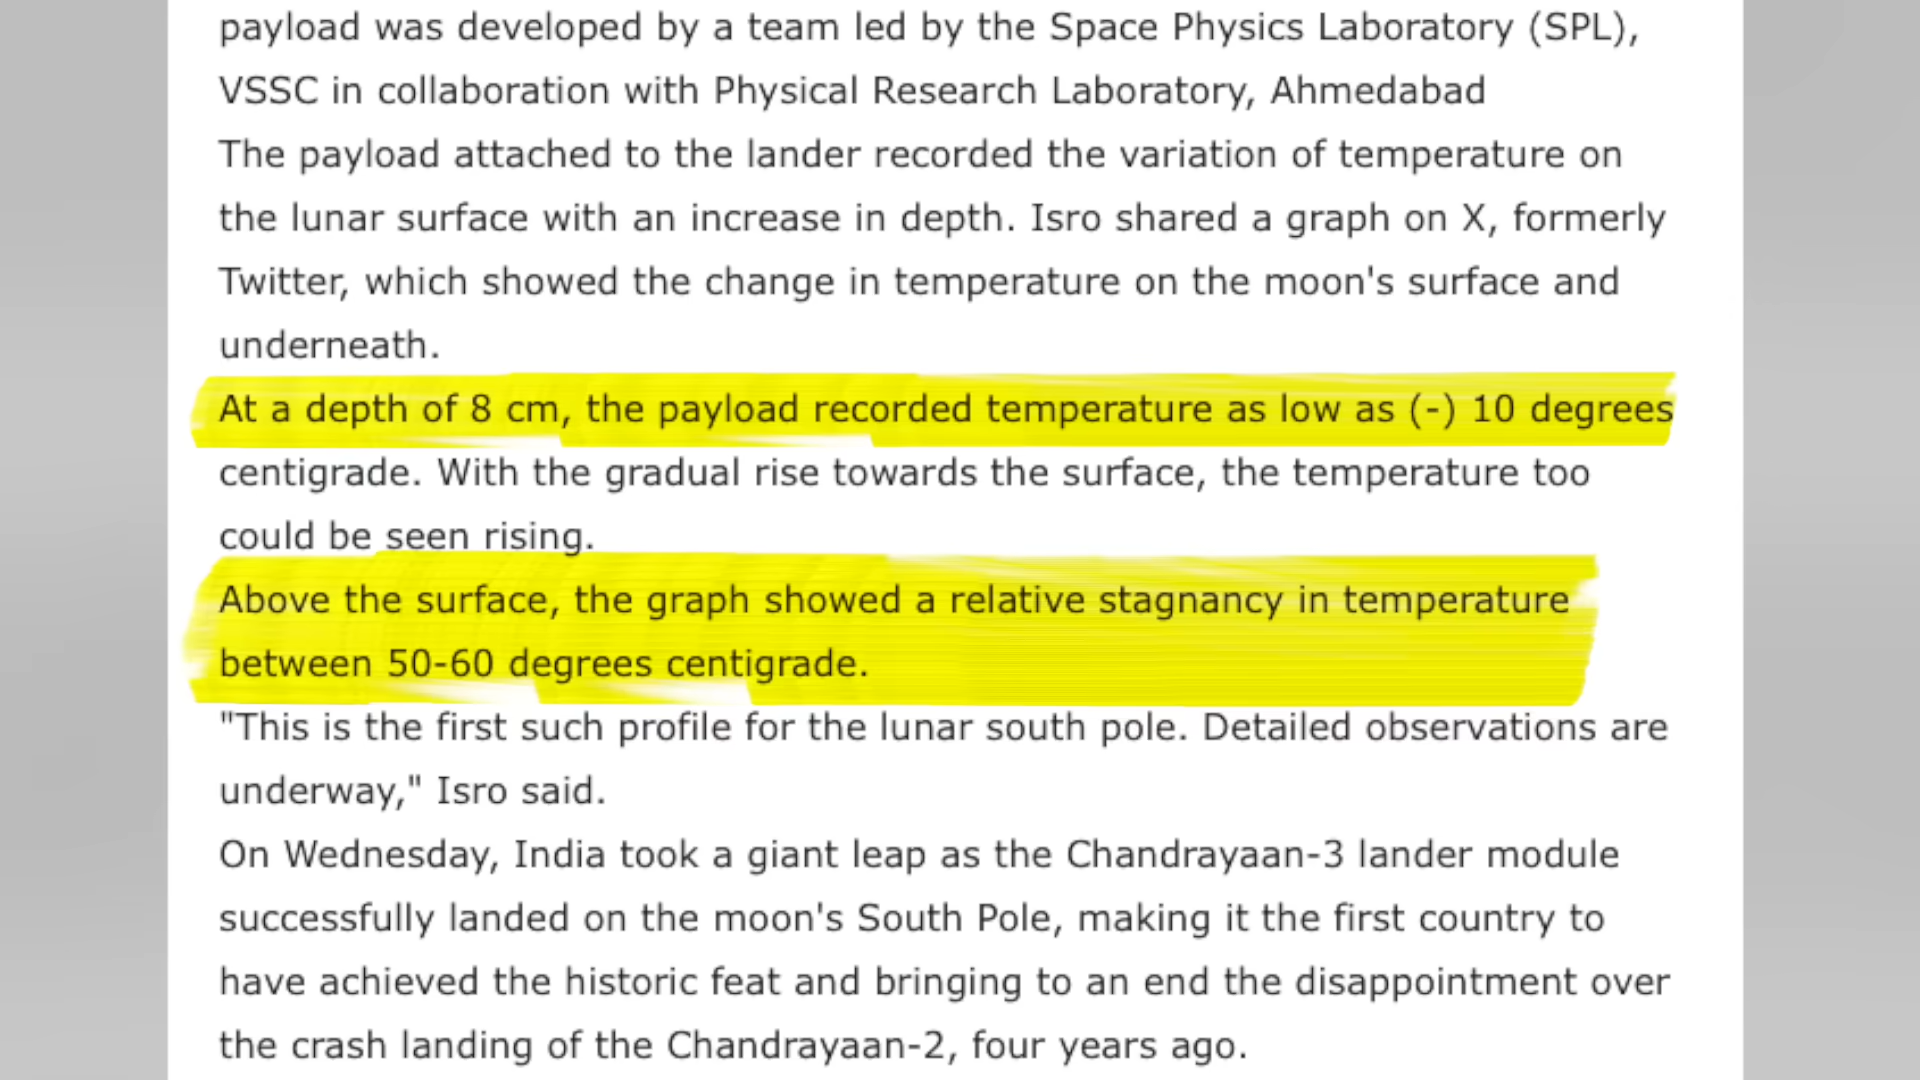 payload was developed by a team led by the Space Physics Laboratory (SPL),
VSSC in collaboration with Physical Research Laboratory, Ahmedabad
The payload attached to the lander recorded the variation of temperature on
the lunar surface with an increase in depth. Isro shared a graph on X, formerly
Twitter, which showed the change in temperature on the moon's surface and
underneath.
At a depth of 8 cm, the payload recorded temperature as low as (-) 10 degrees
centigrade. With the gradual rise towards the surface, the temperature too
could be seen rising.
Above the surface, the graph showed a relative stagnancy in temperature
between 50-60 degrees centigrade.
"This is the first such profile for the lunar south pole. Detailed observations are
underway," Isro said.
On Wednesday, India took a giant leap as the Chandrayaan-3 lander module
successfully landed on the moon's South Pole, making it the first country to
have achieved the historic feat and bringing to an end the disappointment over
the crash landing of the Chandrayaan-2, four years ago.